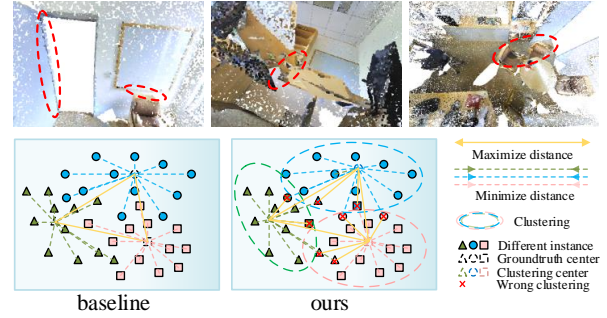 Maximize distance
Minimize distance
Clustering
Different instance
Groundtruth center
Clustering center
Wrong clustering
baseline
ours